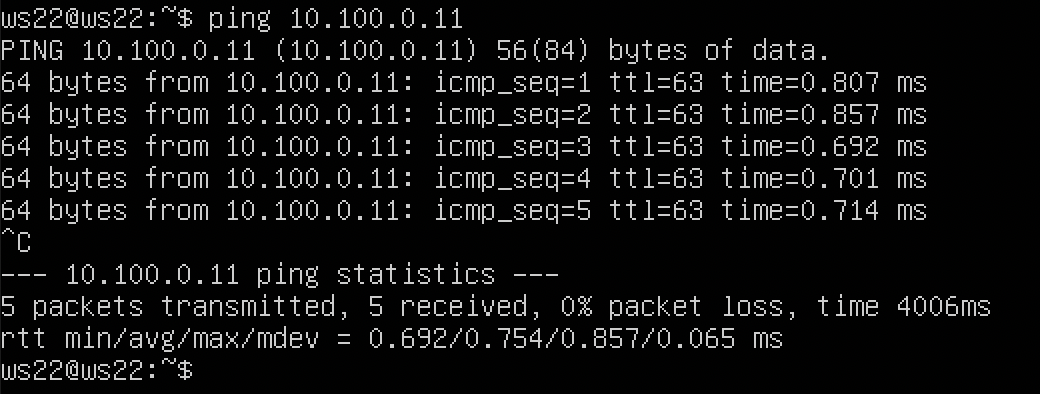 ws22@ws22:~$ ping 10.100.0.11
PING 10.100.0.11 (10.100.0.11) 56(84) bytes of data.
64 bytes from 10.100.0.11: icmp_seq=1 ttl=63 time=0.807 ms
64 bytes from 10.100.0.11: icmp_seq=2 ttl=63 time=0.857 ms
64 bytes from 10.100.0.11: icmp_seq=3 ttl=63 time=0.692 ms
64 bytes from 10.100.0.11: icmp_seq=4 ttl=63 time=0.701 ms
64 bytes from 10.100.0.11: icmp_seq=5 ttl=63 time=0.714 ms
^C
--- 10.100.0.11 ping statistics ---
5 packets transmitted, 5 received, 0% packet loss, time 4006ms
rtt min/avg/max/mdev = 0.692/0.754/0.857/0.065 ms
ws22@ws22:~$